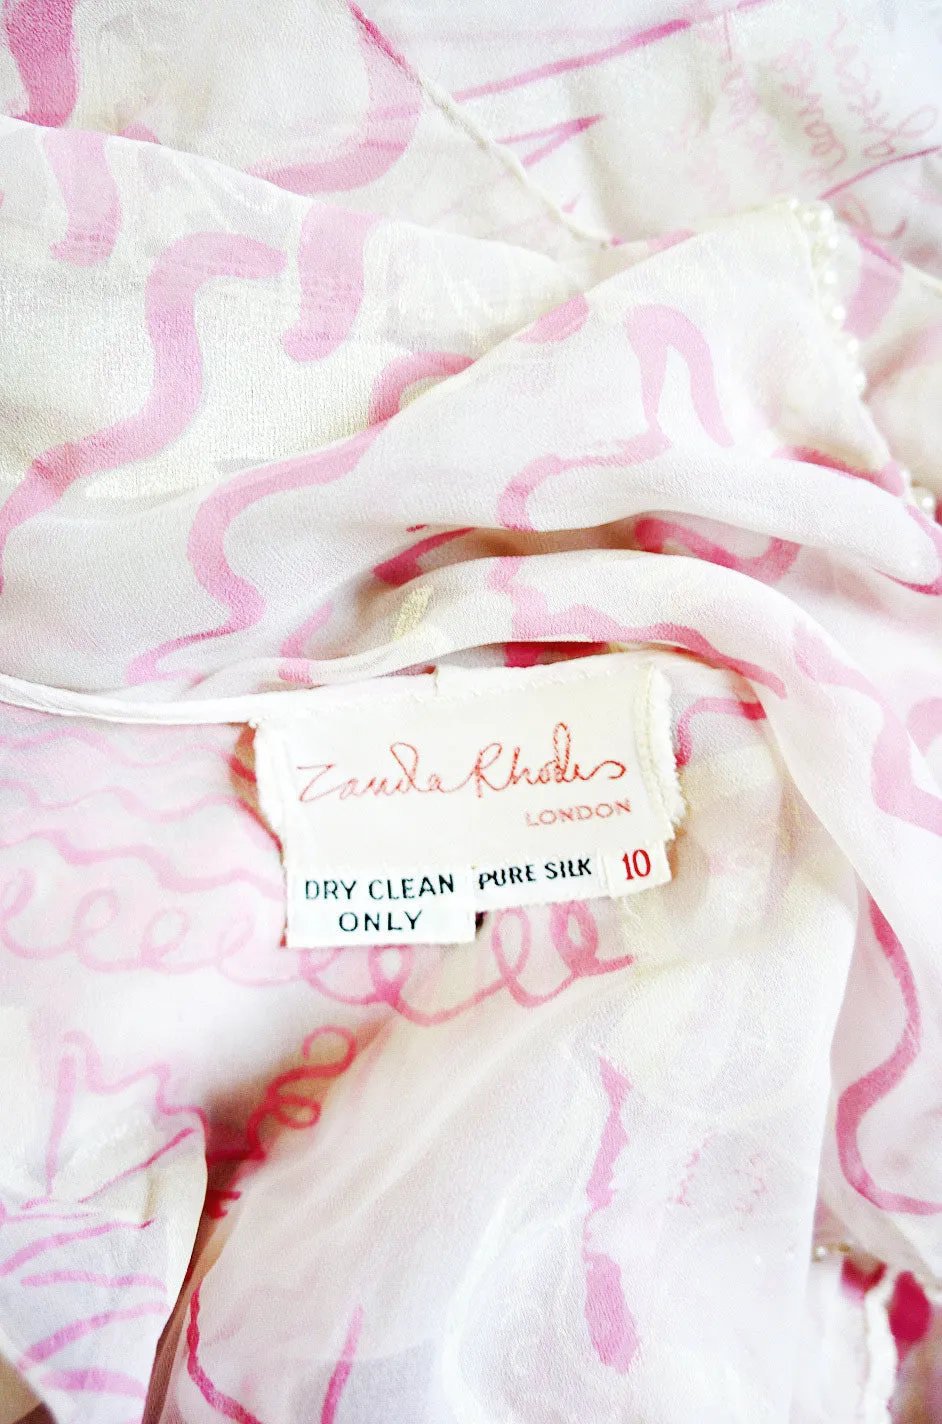 Zandra Rhodes
LONDON
DRY CLEAN
ONLY
PURE SILK
10